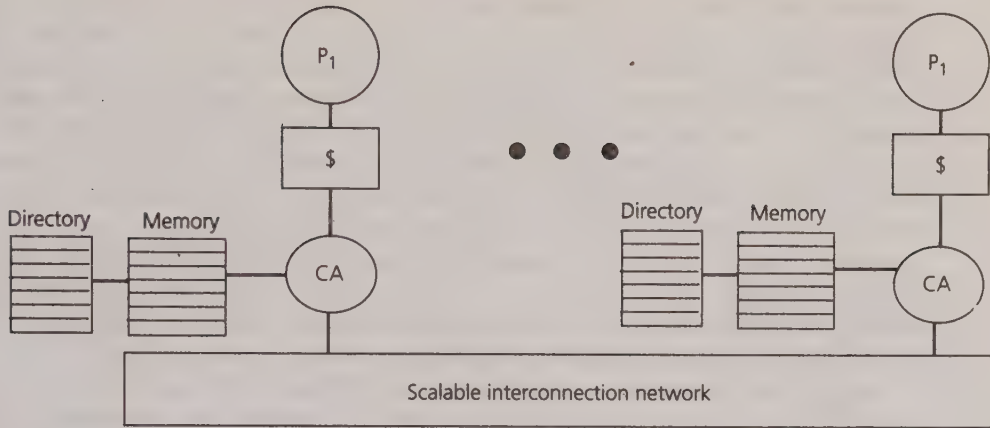 P₁
P₁
$
$
Directory
Memory
Directory
Memory
CA
CA
Scalable interconnection network